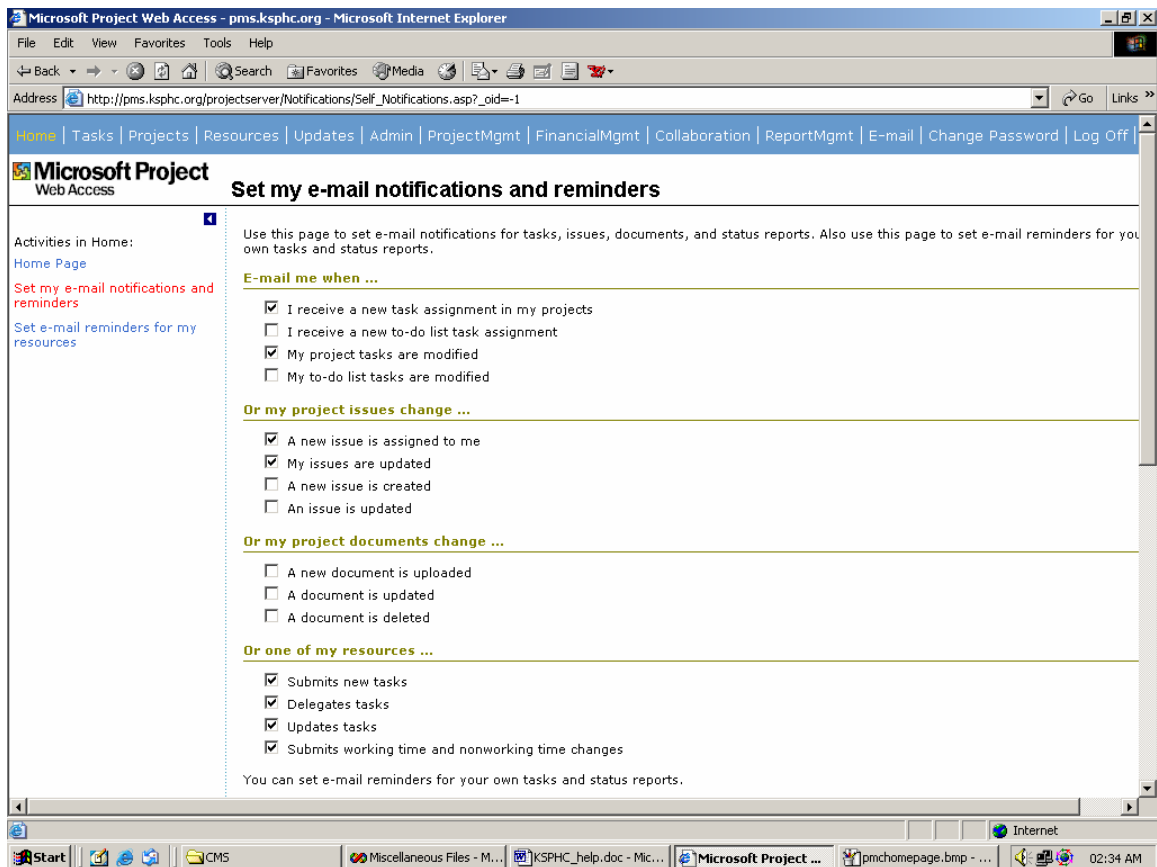 Microsoft Project Web Access - pms.ksphc.org - Microsoft Internet Explorer
File Edit View Favorites Tools Help
Back Search Favorites Media
Address http://pms.ksphc.org/projectserver/Notifications/Self_Notifications.asp?_oid=-1 Go Links »
Home | Tasks | Projects | Resources | Updates | Admin | ProjectMgmt | FinancialMgmt | Collaboration | ReportMgmt | E-mail | Change Password | Log Off |
Microsoft Project
Web Access
Set my e-mail notifications and reminders
Activities in Home:
Home Page
Set my e-mail notifications and
reminders
Set e-mail reminders for my
resources
Use this page to set e-mail notifications for tasks, issues, documents, and status reports. Also use this page to set e-mail reminders for you
own tasks and status reports.
E-mail me when ...
I receive a new task assignment in my projects
I receive a new to-do list task assignment
My project tasks are modified
My to-do list tasks are modified
Or my project issues change ...
A new issue is assigned to me
My issues are updated
A new issue is created
An issue is updated
Or my project documents change ...
A new document is uploaded
A document is updated
A document is deleted
Or one of my resources ...
Submits new tasks
Delegates tasks
Updates tasks
Submits working time and nonworking time changes
You can set e-mail reminders for your own tasks and status reports.
Internet
Start CMS Miscellaneous Files - M... KSPHC_help.doc - Mic... Microsoft Project ... pmchomepage.bmp - ... 02:34 AM